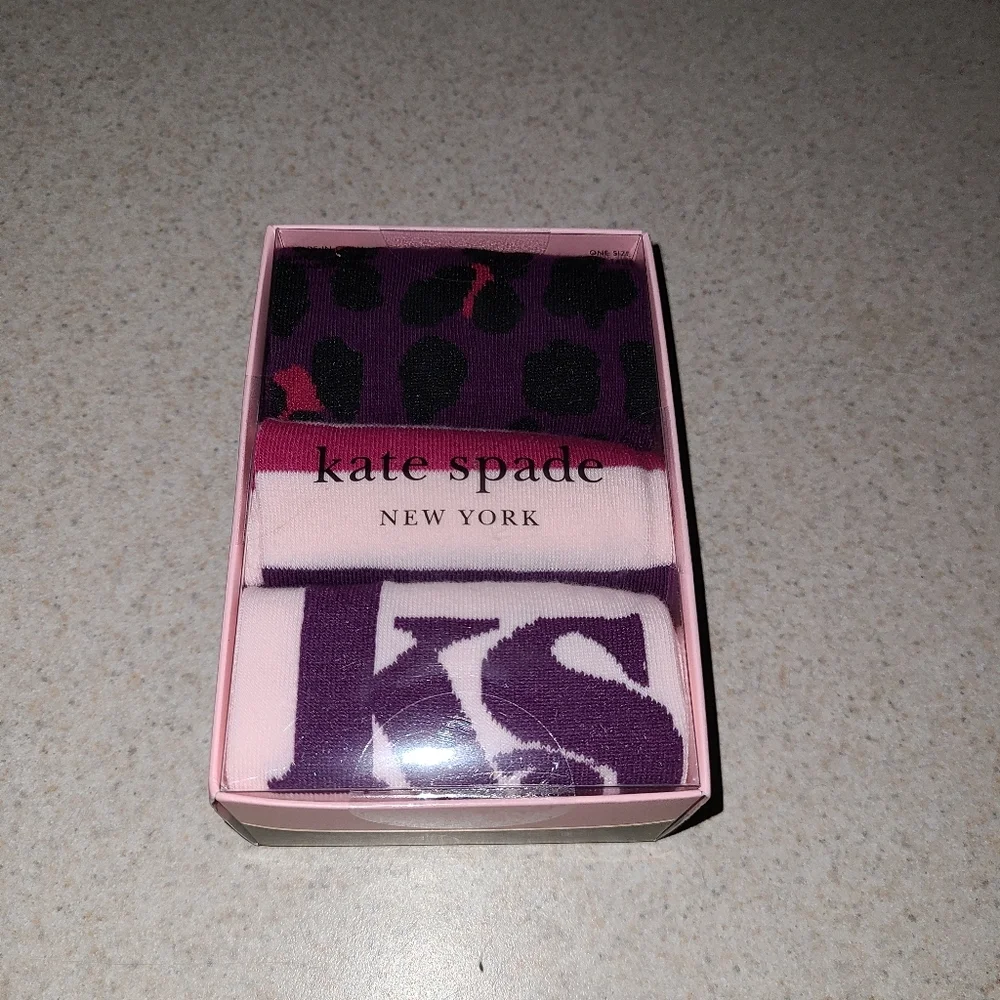 ONE SIZE
kate spade
NEW YORK
ks